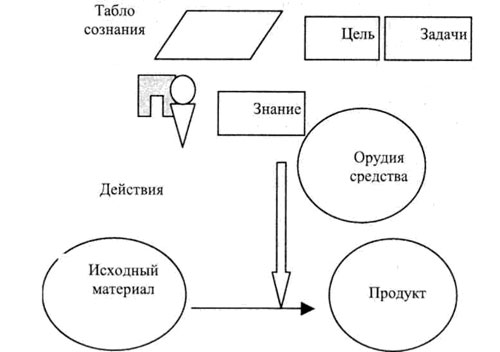 Табло
сознания
Цель
Задачи
Знание
Орудия
средства
Действия
Исходный
материал
Продукт